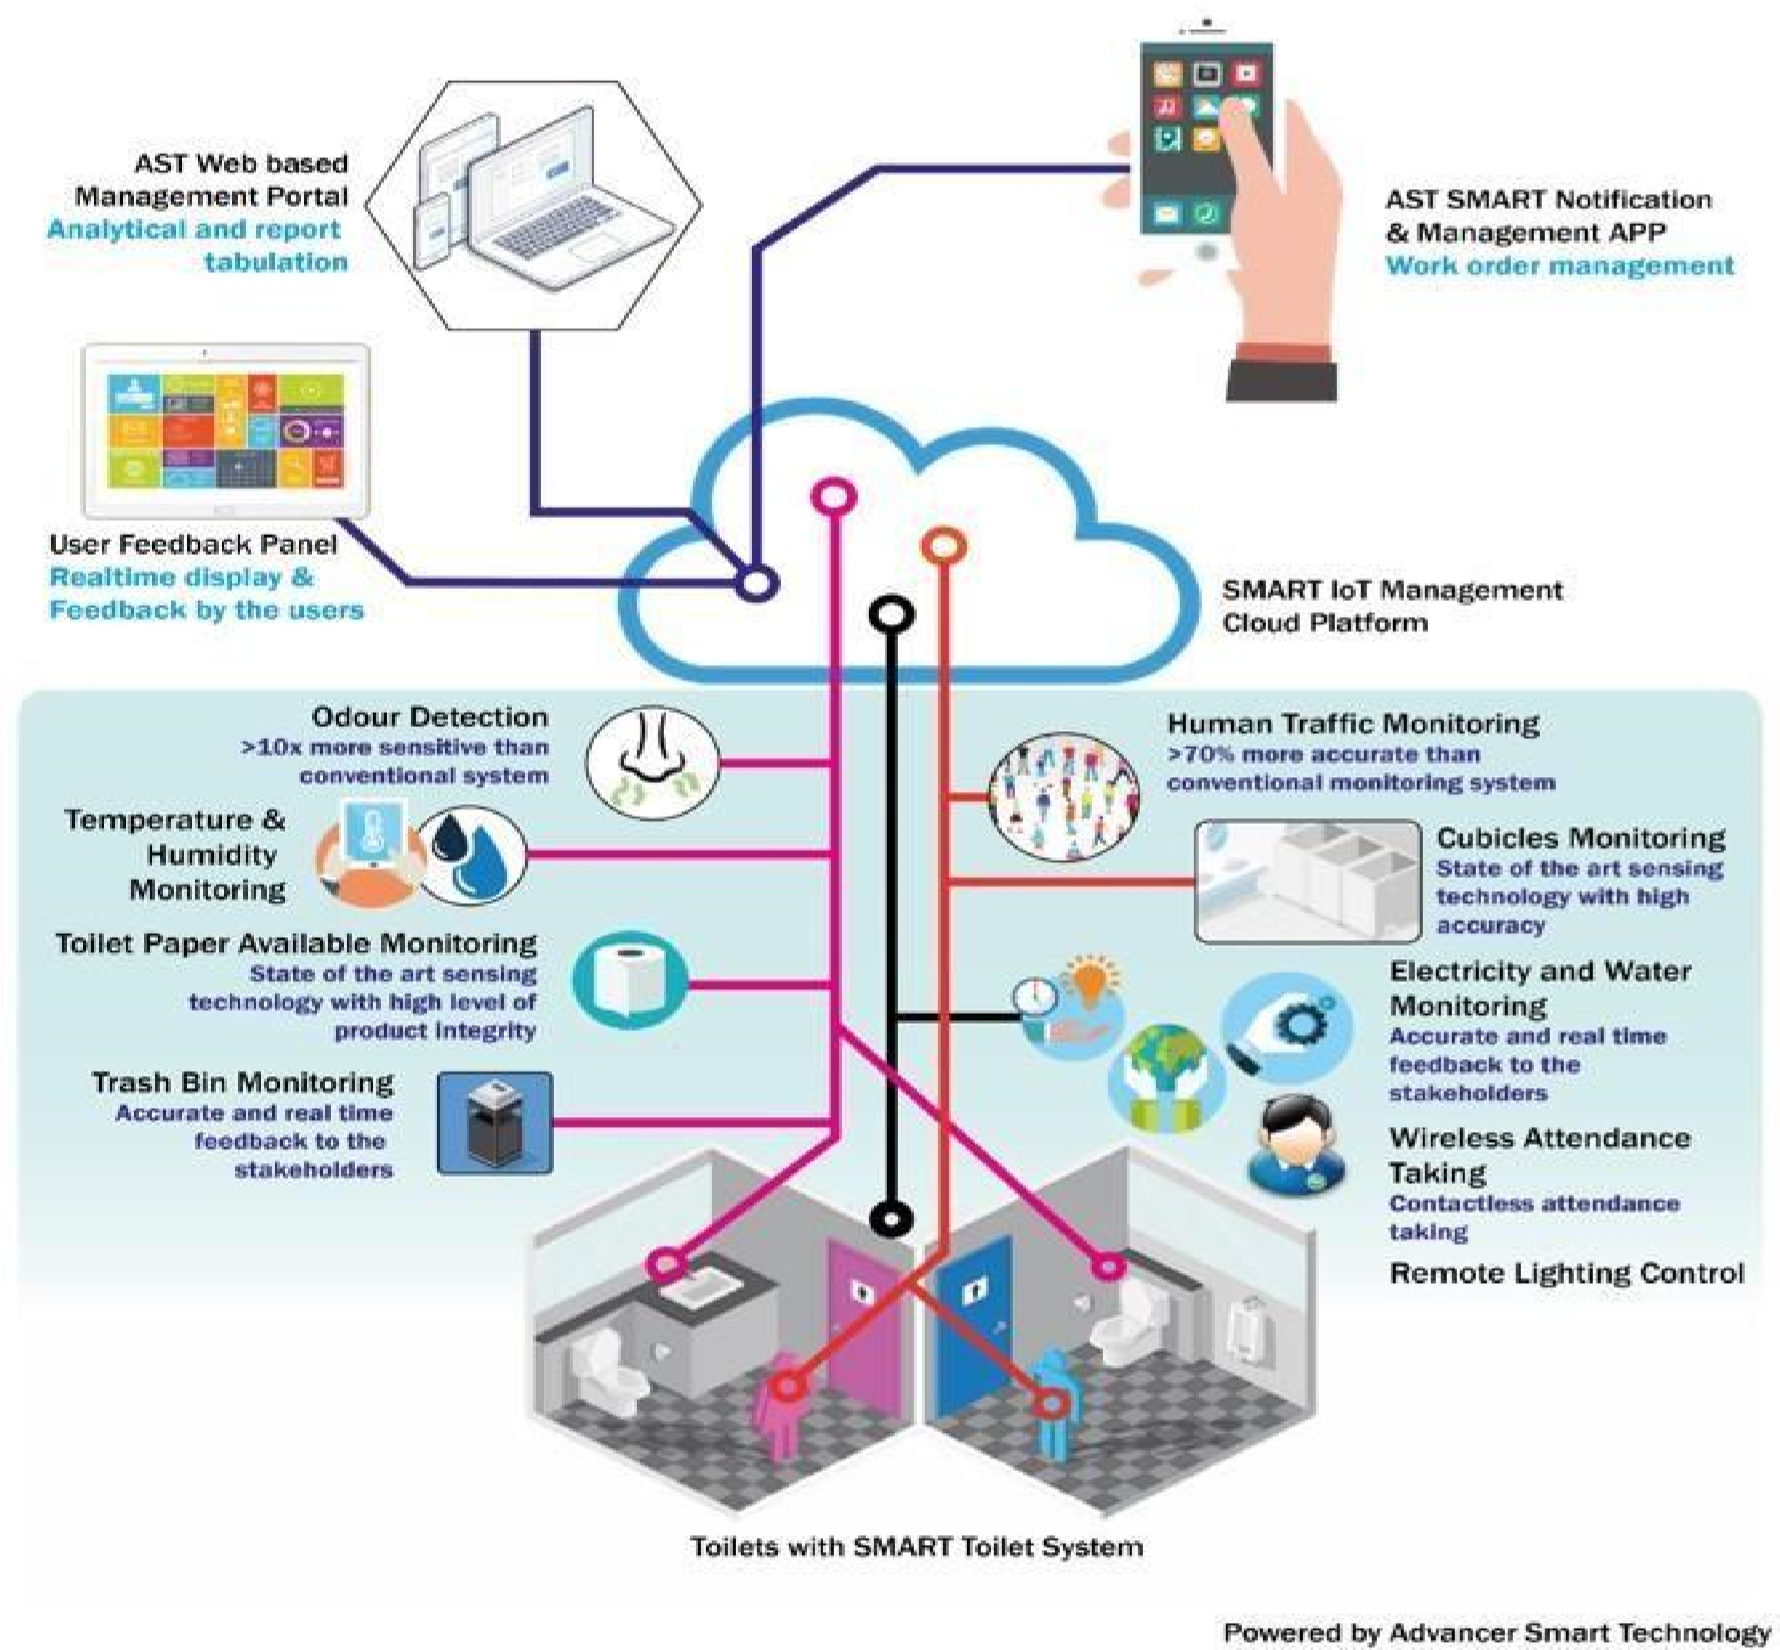 AST Web based
Management Portal
Analytical and report
tabulation
AST SMART Notification
& Management APP
Work order management
User Feedback Panel
Realtime display &
Feedback by the users
SMART IoT Management
Cloud Platform
Odour Detection
>10x more sensitive than
conventional system
Temperature &
Humidity
Monitoring
Toilet Paper Available Monitoring
State of the art sensing
technology with high level of
product integrity
Trash Bin Monitoring
Accurate and real time
feedback to the
stakeholders
Human Traffic Monitoring
>70% more accurate than
conventional monitoring system
Cubicles Monitoring
State of the art sensing
technology with high
accuracy
Electricity and Water
Monitoring
Accurate and real time
feedback to the
stakeholders
Wireless Attendance
Taking
Contactless attendance
taking
Remote Lighting Control
Toilets with SMART Toilet System
Powered by Advancer Smart Technology